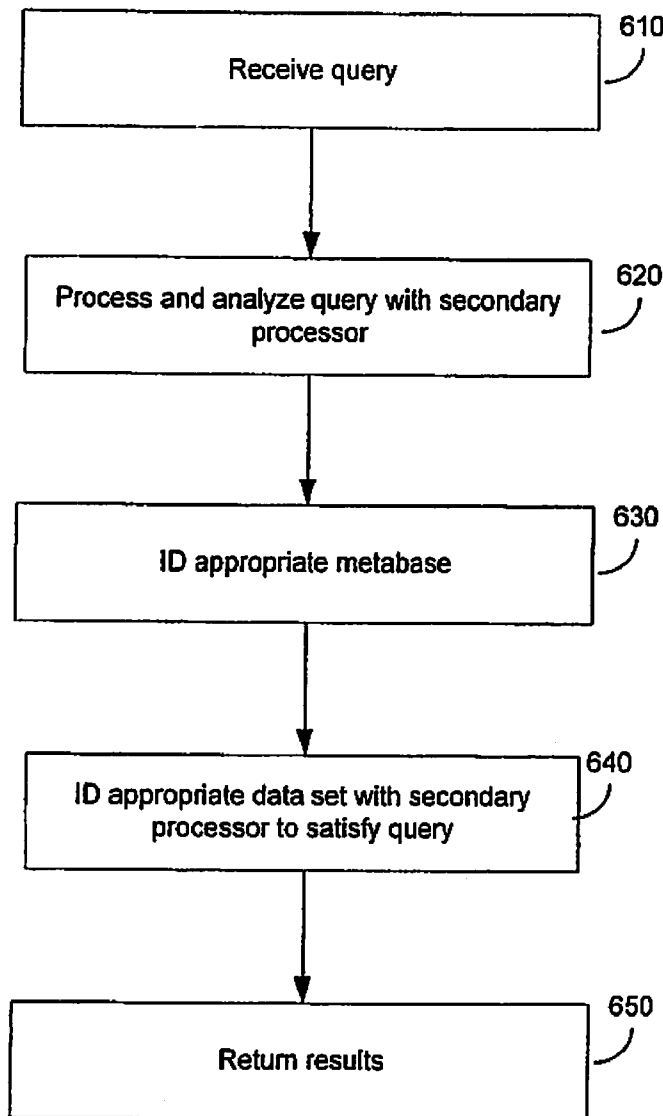 610
Receive query
620
Process and analyze query with secondary
processor
630
ID appropriate metabase
640
ID appropriate data set with secondary
processor to satisfy query
650
Return results